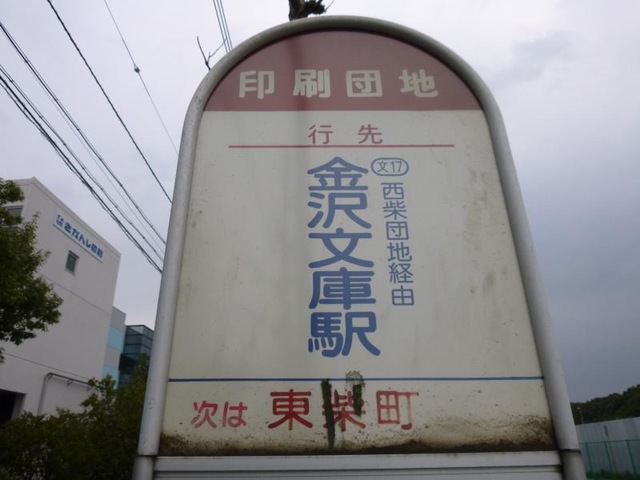 印刷団地
行先
文17
西柴団地経由
金沢文庫駅
次は 東柴町